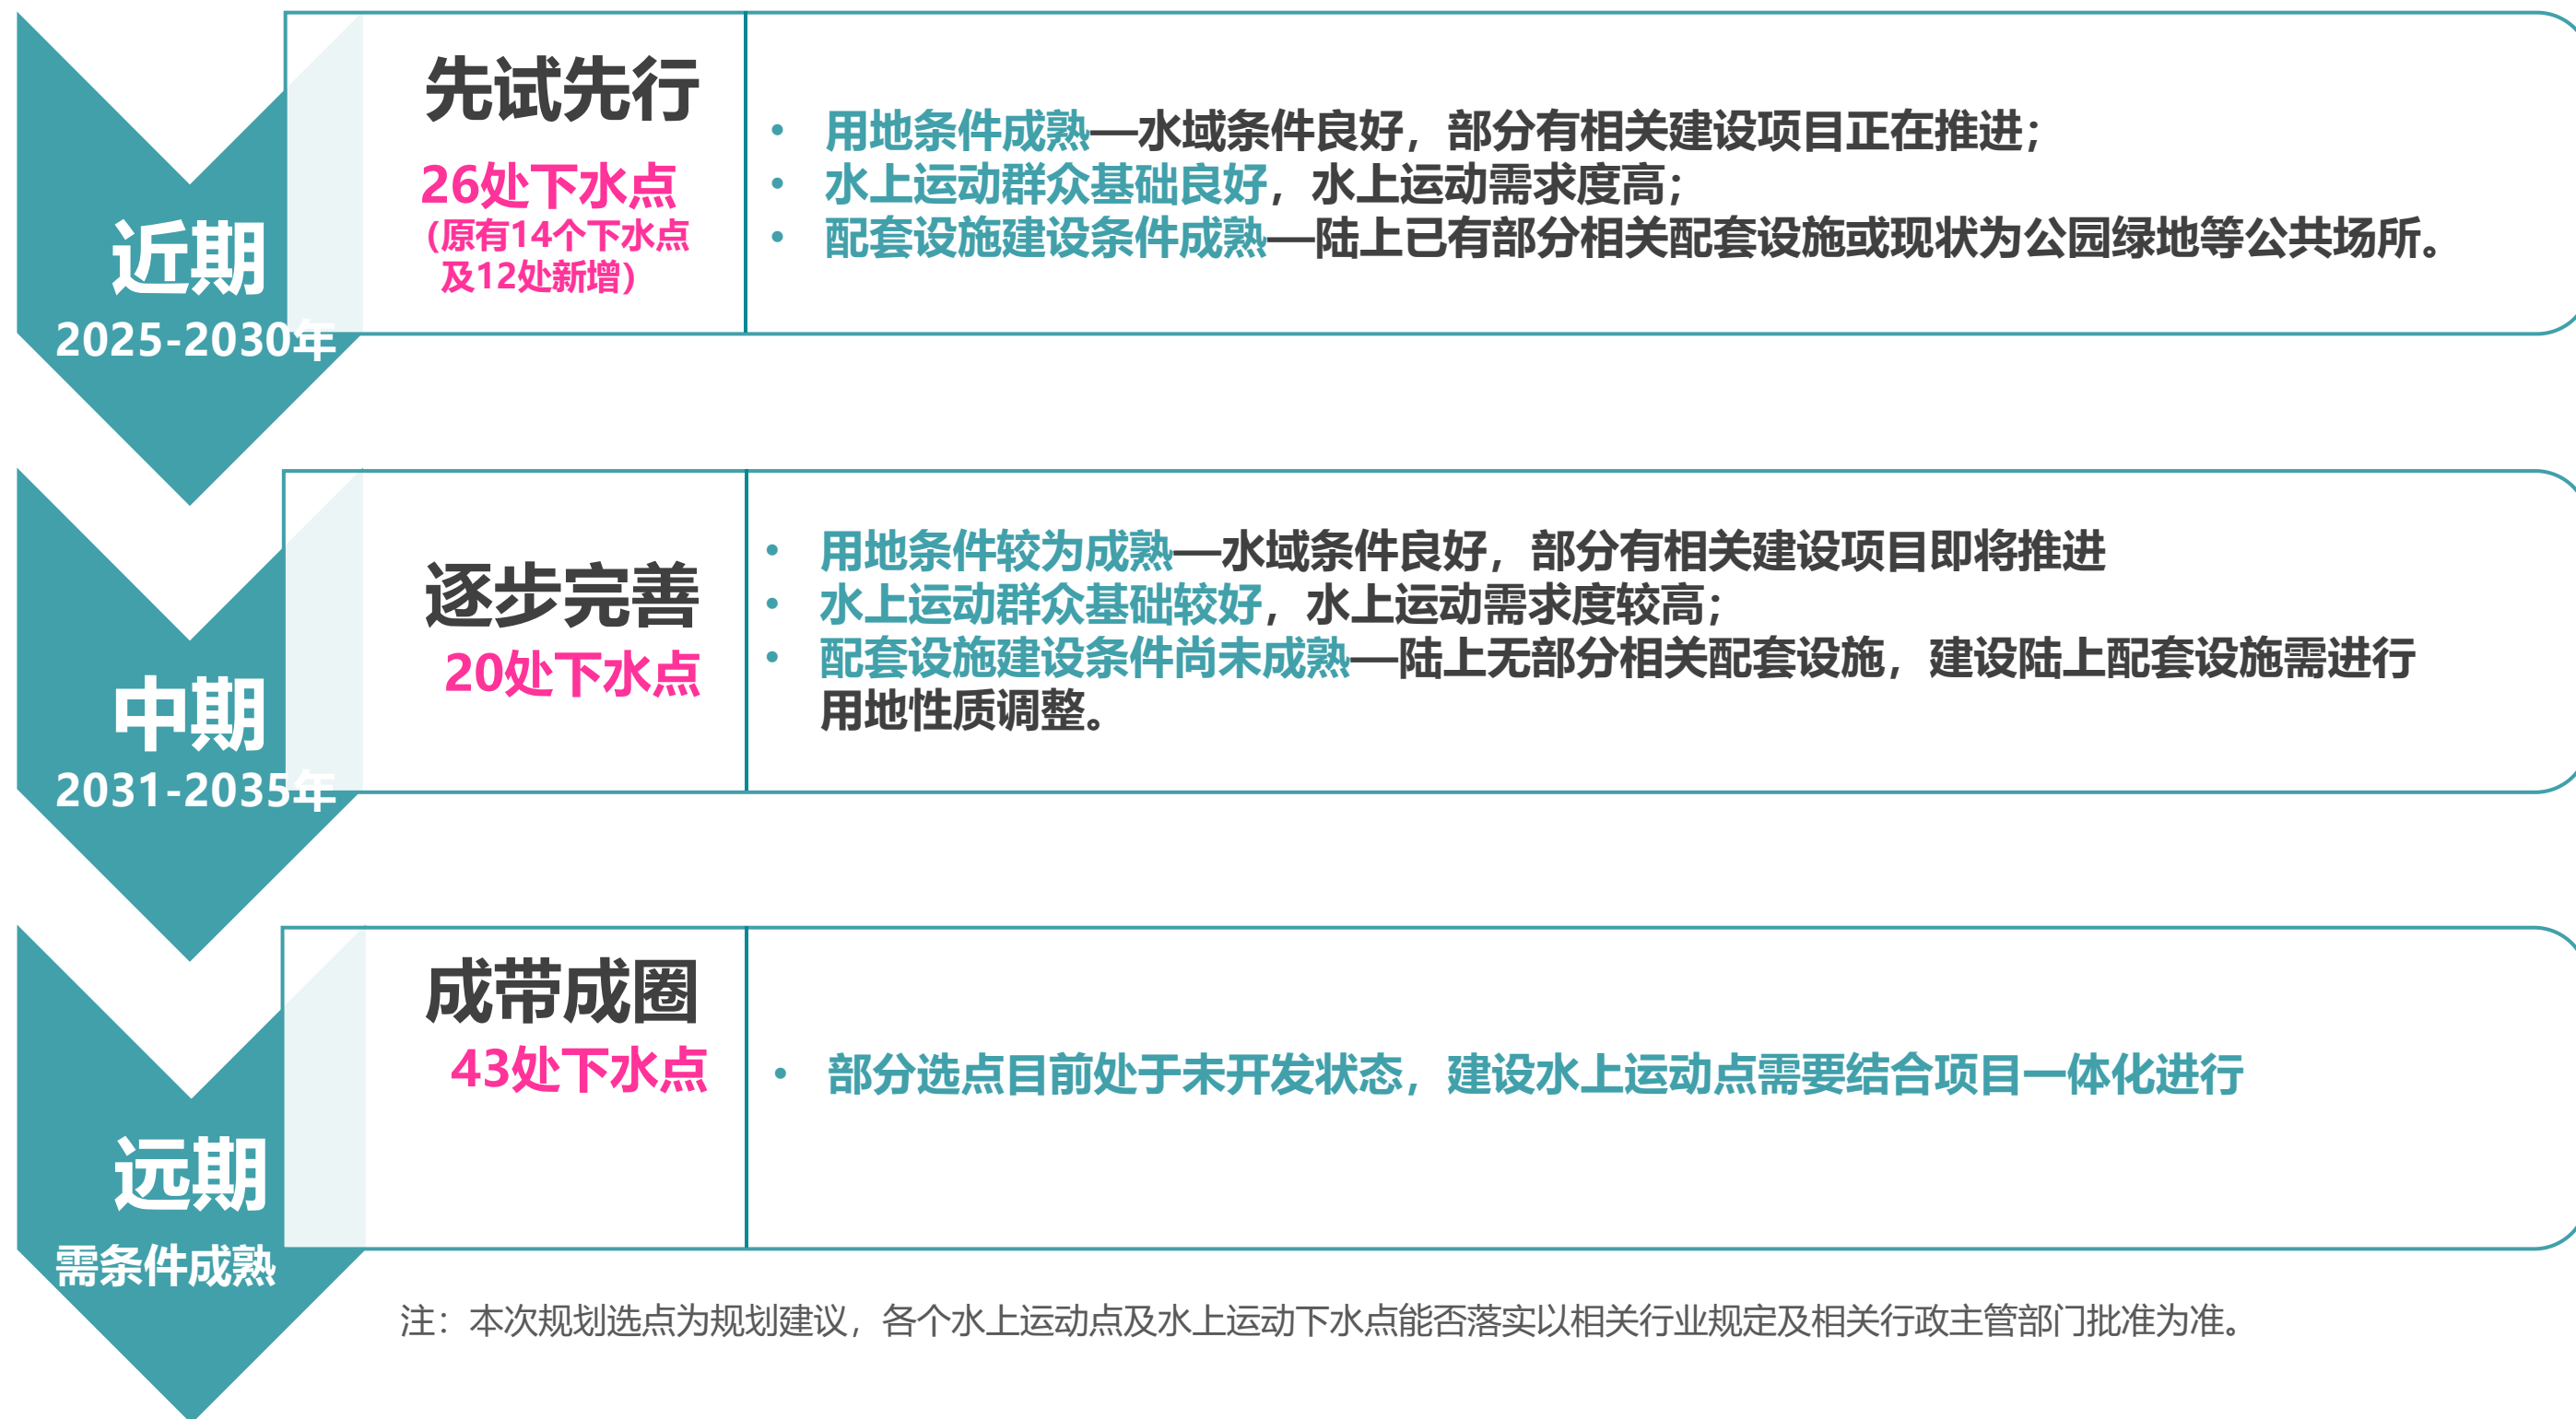 近期
2025-2030年
先试先行
26处下水点
（原有14个下水点
及12处新增）
• 用地条件成熟—水域条件良好，部分有相关建设项目正在推进；
• 水上运动群众基础良好，水上运动需求度高；
• 配套设施建设条件成熟—陆上已有部分相关配套设施或现状为公园绿地等公共场所。
中期
2031-2035年
逐步完善
20处下水点
• 用地条件较为成熟—水域条件良好，部分有相关建设项目即将推进
• 水上运动群众基础较好，水上运动需求度较高；
• 配套设施建设条件尚未成熟—陆上无部分相关配套设施，建设陆上配套设施需进行
用地性质调整。
远期
需条件成熟
成带成圈
43处下水点
• 部分选点目前处于未开发状态，建设水上运动点需要结合项目一体化进行
注：本次规划选点为规划建议，各个水上运动点及水上运动下水点能否落实以相关行业规定及相关行政主管部门批准为准。